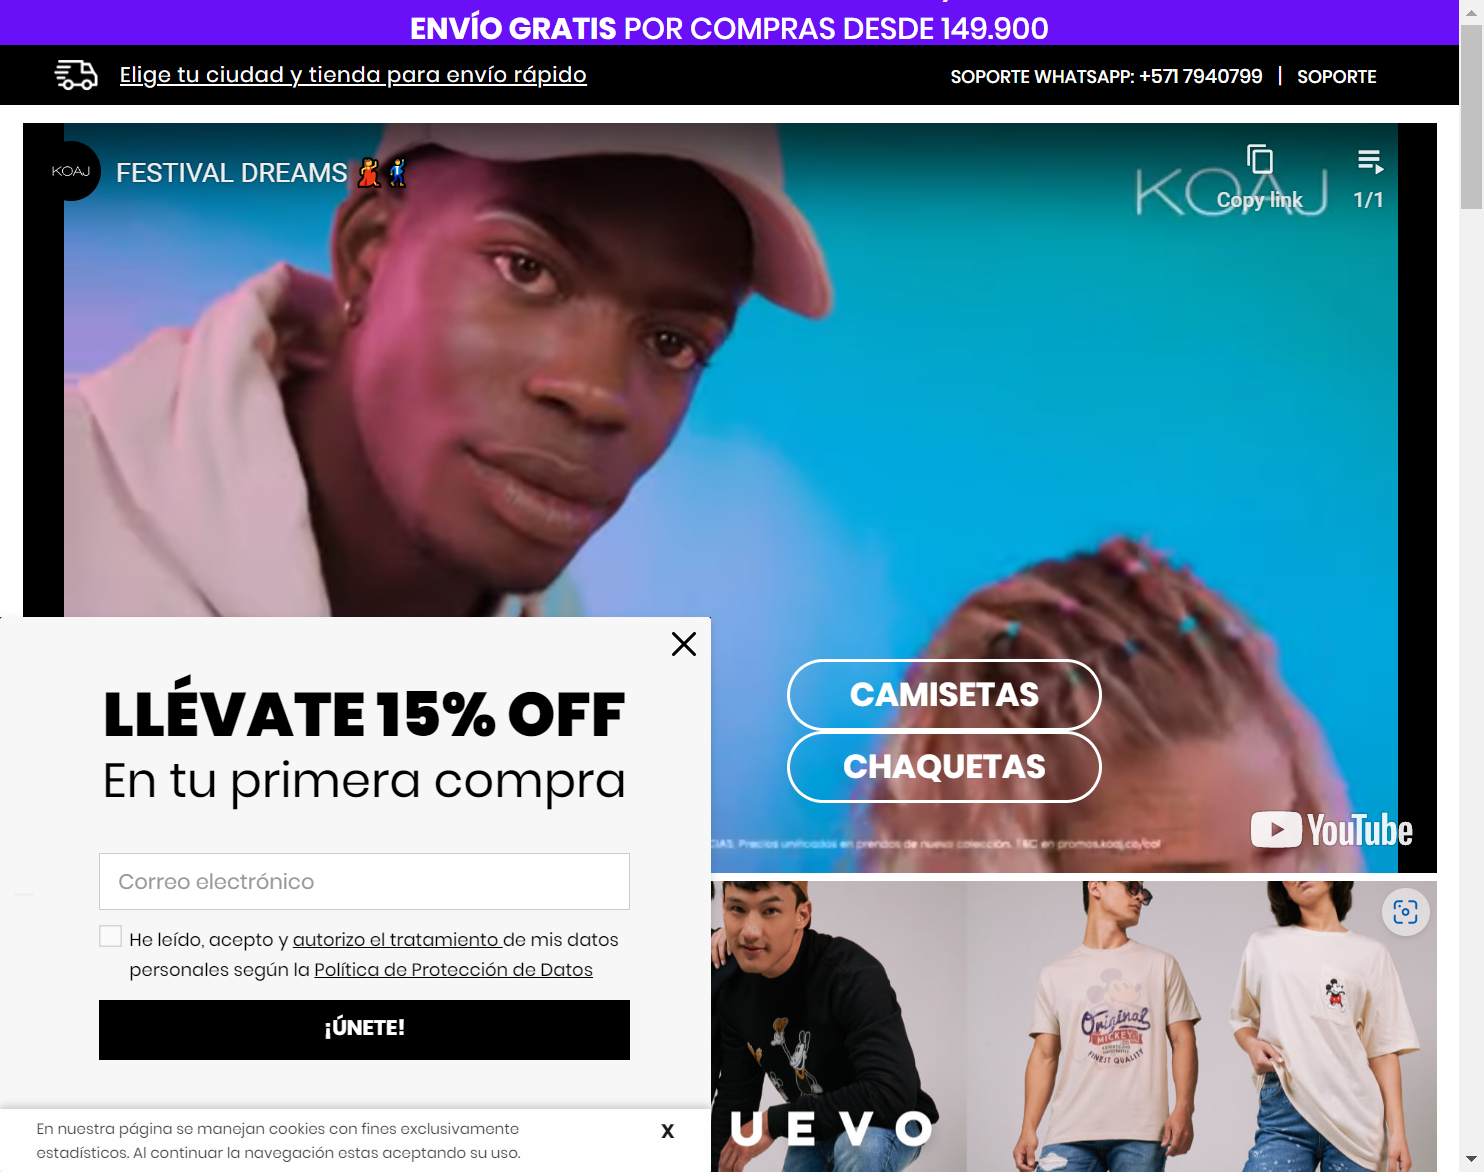 ENVÍO GRATIS POR COMPRAS DESDE 149.900
Elige tu ciudad y tienda para envío rápido
SOPORTE WHATSAPP: +571 7940799 | SOPORTE
KOAJ
FESTIVAL DREAMS
KOAJ
Copy link
1/1
CAMISETAS
CHAQUETAS
CIAS. Precios unificados en prendas de nueva colección. T&C en promos.koaj.co/col
YouTube
LLÉVATE 15% OFF
En tu primera compra
Correo electrónico
He leído, acepto y autorizo el tratamiento de mis datos
personales según la Política de Protección de Datos
¡ÚNETE!
Original
MICKEY
FINEST QUALITY
UEVO
En nuestra página se manejan cookies con fines exclusivamente
estadísticos. Al continuar la navegación estas aceptando su uso.
X